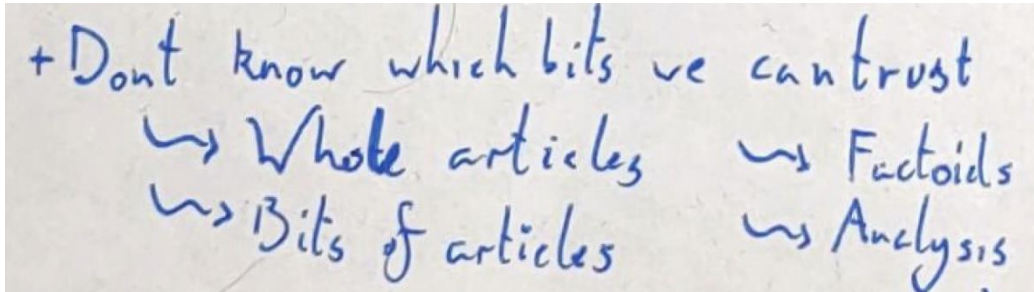 + Dont know which bits we can trust
↳ Whole articles ↳ Factoids
↳ Bits of articles ↳ Analysis